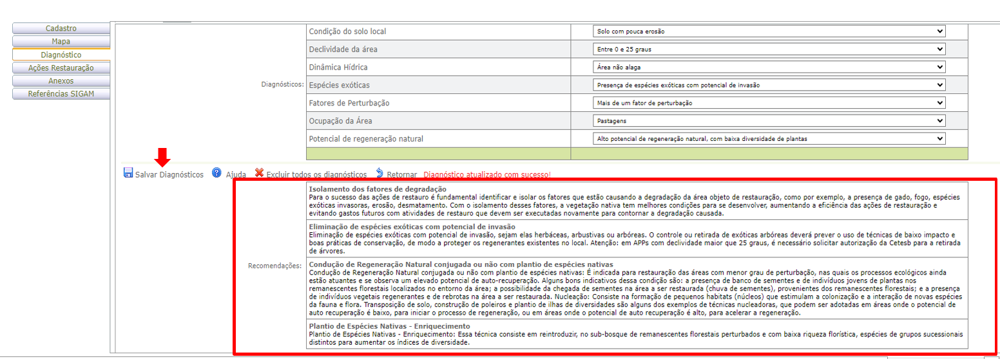 Cadastro
Mapa
Diagnóstico
Ações Restauração
Anexos
Referências SIGAM
Diagnósticos:
Condição do solo local
Solo com pouca erosão
Declividade da área
Entre 0 e 25 graus
Dinâmica Hídrica
Área não alaga
Espécies exóticas
Presença de espécies exóticas com potencial de invasão
Fatores de Perturbação
Mais de um fator de perturbação
Ocupação da Área
Pastagens
Potencial de regeneração natural
Alto potencial de regeneração natural, com baixa diversidade de plantas
Salvar Diagnósticos Ajuda Excluir todos os diagnósticos Retornar Diagnóstico atualizado com sucesso!
Recomendações:
Isolamento dos fatores de degradação
Para o sucesso das ações de restauro é fundamental identificar e isolar os fatores que estão causando a degradação da área objeto de restauração, como por exemplo, a presença de gado, fogo, espécies
exóticas invasoras, erosão, desmatamento. Com o isolamento desses fatores, a vegetação nativa tem melhores condições para se desenvolver, aumentando a eficiência das ações de restauração e
evitando gastos futuros com atividades de restauro que devem ser executadas novamente para contornar a degradação causada.
Eliminação de espécies exóticas com potencial de invasão
Eliminação de espécies exóticas com potencial de invasão, sejam elas herbáceas, arbustivas ou arbóreas. O controle ou retirada de exóticas arbóreas deverá prever o uso de técnicas de baixo impacto e
boas práticas de conservação, de modo a proteger os regenerantes existentes no local. Atenção: em APPs com declividade maior que 25 graus, é necessário solicitar autorização da Cetesb para a retirada
de árvores.
Condução de Regeneração Natural conjugada ou não com plantio de espécies nativas
Condução de Regeneração Natural conjugada ou não com plantio de espécies nativas: É indicada para restauração das áreas com menor grau de perturbação, nas quais os processos ecológicos ainda
estão atuantes e se observa um elevado potencial de auto-recuperação. Alguns bons indicativos dessa condição são: a presença de banco de sementes e de indivíduos jovens de plantas nos
remanescentes florestais localizados no entorno da área; a possibilidade da chegada de sementes na área a ser restaurada (chuva de sementes), provenientes dos remanescentes florestais; e a presença
de indivíduos vegetais regenerantes e de rebrotas na área a ser restaurada. Nucleação: Consiste na formação de pequenos habitats (núcleos) que estimulam a colonização e a interação de novas espécies
da fauna e flora. Transposição de solo, construção de poleiros e plantio de ilhas de diversidades são alguns dos exemplos de técnicas nucleadoras, que podem ser adotadas em áreas onde o potencial de
auto recuperação é baixo, para iniciar o processo de regeneração, ou em áreas onde o potencial de auto recuperação é alto, para acelerar a regeneração.
Plantio de Espécies Nativas - Enriquecimento
Plantio de Espécies Nativas - Enriquecimento: Essa técnica consiste em reintroduzir, no sub-bosque de remanescentes florestais perturbados e com baixa riqueza florística, espécies de grupos sucessionais
distintos para aumentar os índices de diversidade.